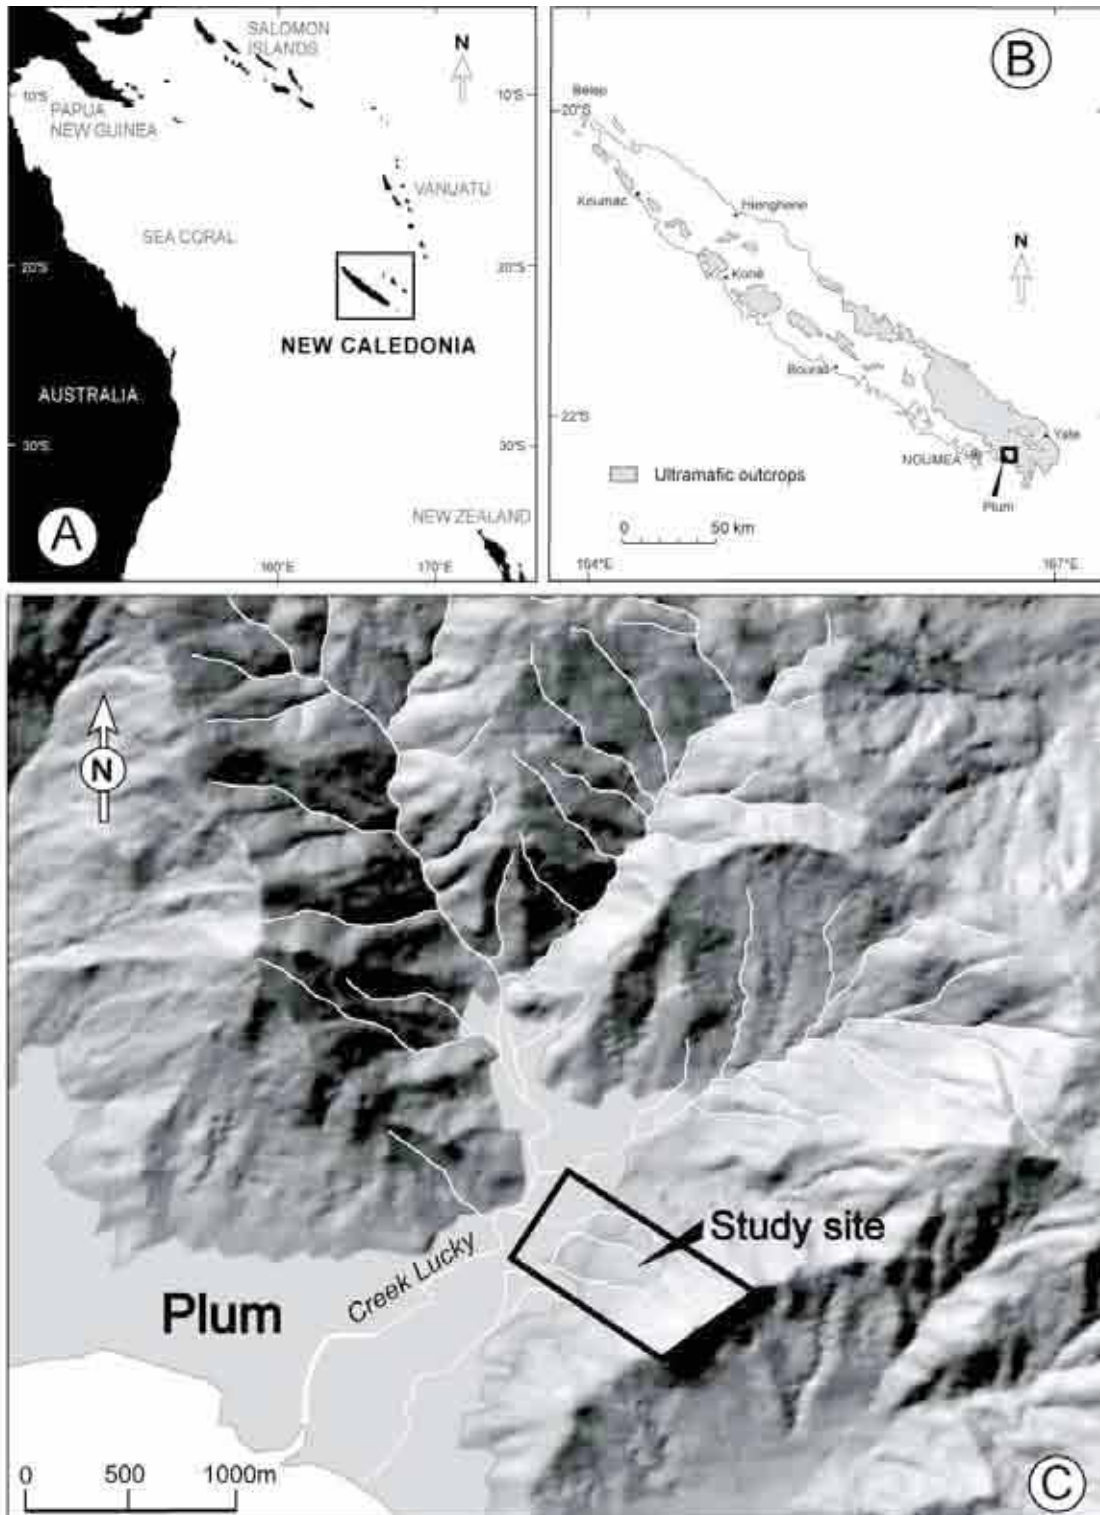 SALOMON
ISLANDS
N
10°S
10°S
PAPUA
NEW GUINEA
VANUATU
SEA CORAL
20°S
20°S
NEW CALEDONIA
AUSTRALIA
30°S
30°S
NEW ZEALAND
A
160°E
170°E
B
Belep
20°S
Koumac
Hienghene
N
Koné
Bourail
22°S
Yate
NOUMEA
Ultramafic outcrops
Plum
0
50 km
164°E
167°E
N
Study site
Creek Lucky
Plum
0
500
1000m
C